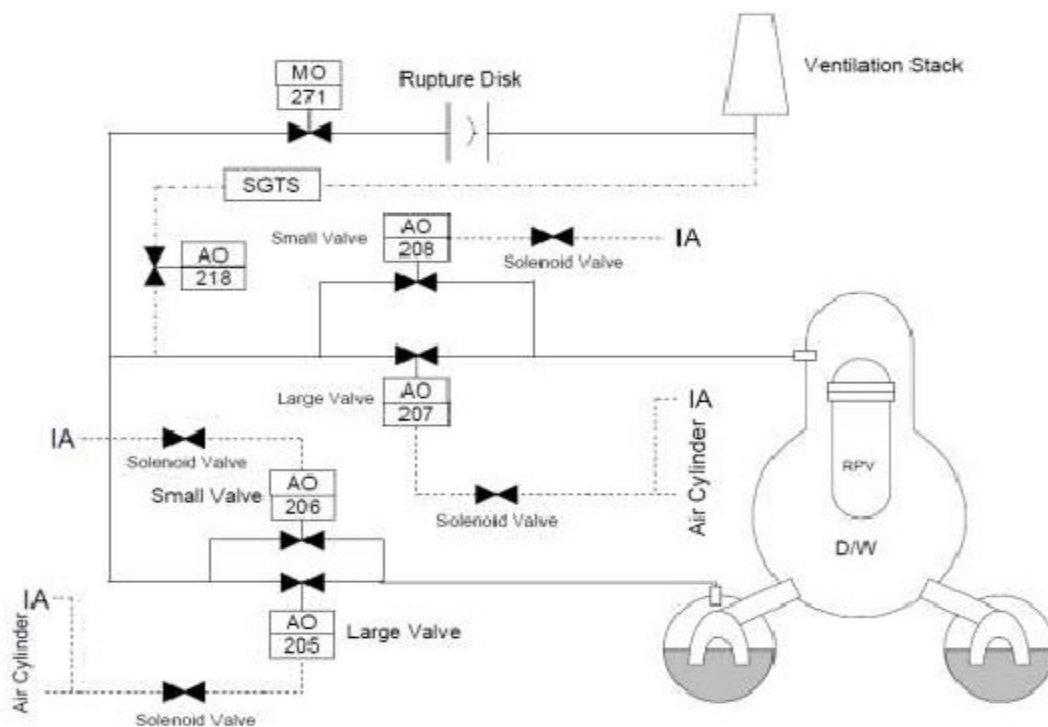 MO
271
Rupture Disk
Ventilation Stack
SGTS
Small Valve
AO
208
IA
Solenoid Valve
AO
218
Large Valve
AO
207
IA
Air Cylinder
Solenoid Valve
IA
Solenoid Valve
Small Valve
AO
206
RPV
D/W
IA
Air Cylinder
AO
205
Large Valve
Solenoid Valve